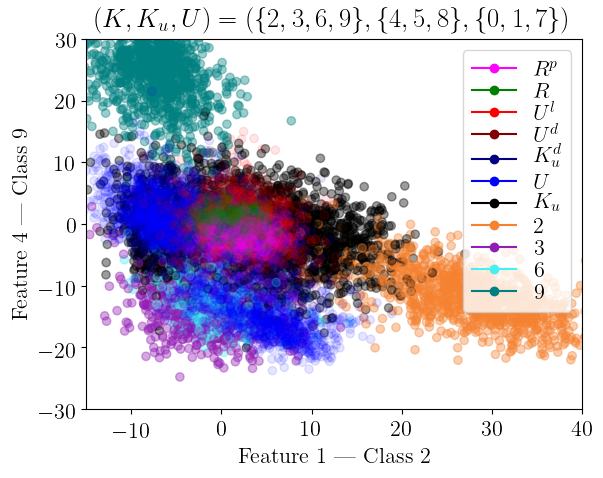 (K, K_u, U) = ({2, 3, 6, 9}, {4, 5, 8}, {0, 1, 7})
30
20
10
0
−10
−20
−30
Feature 4 — Class 9
R^p
R
U^l
U^d
K_u^d
U
K_u
2
3
6
9
−10
0
10
20
30
40
Feature 1 — Class 2